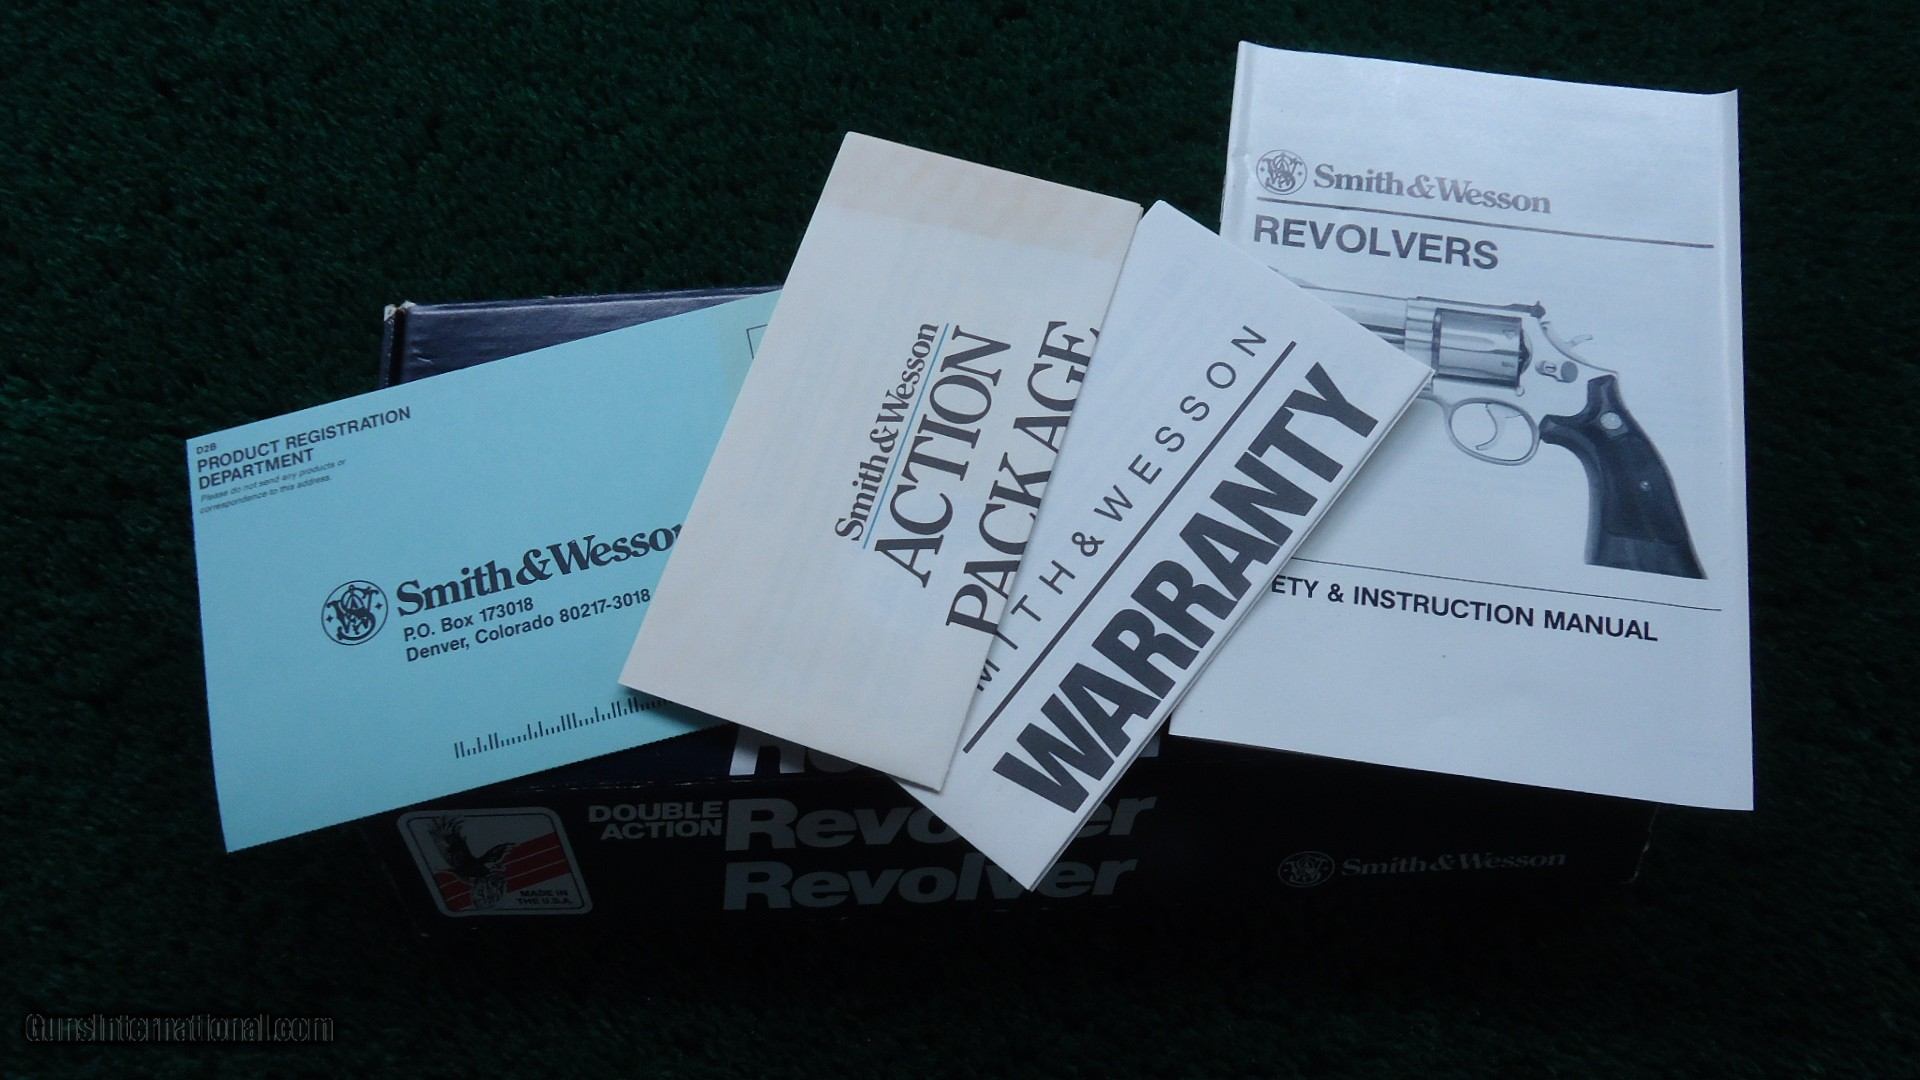 D2B
PRODUCT REGISTRATION
DEPARTMENT
Please do not send any products or
correspondence to this address.
Smith&Wesson
P.O. Box 173018
Denver, Colorado 80217-3018
Smith&Wesson
ACTION
PACKAGE
MITH & WESSON
WARRANTY
Smith&Wesson
REVOLVERS
ETY & INSTRUCTION MANUAL
MADE IN
THE U.S.A.
DOUBLE
ACTION
Revolver
Revolver
Smith&Wesson
GunsInternational.com